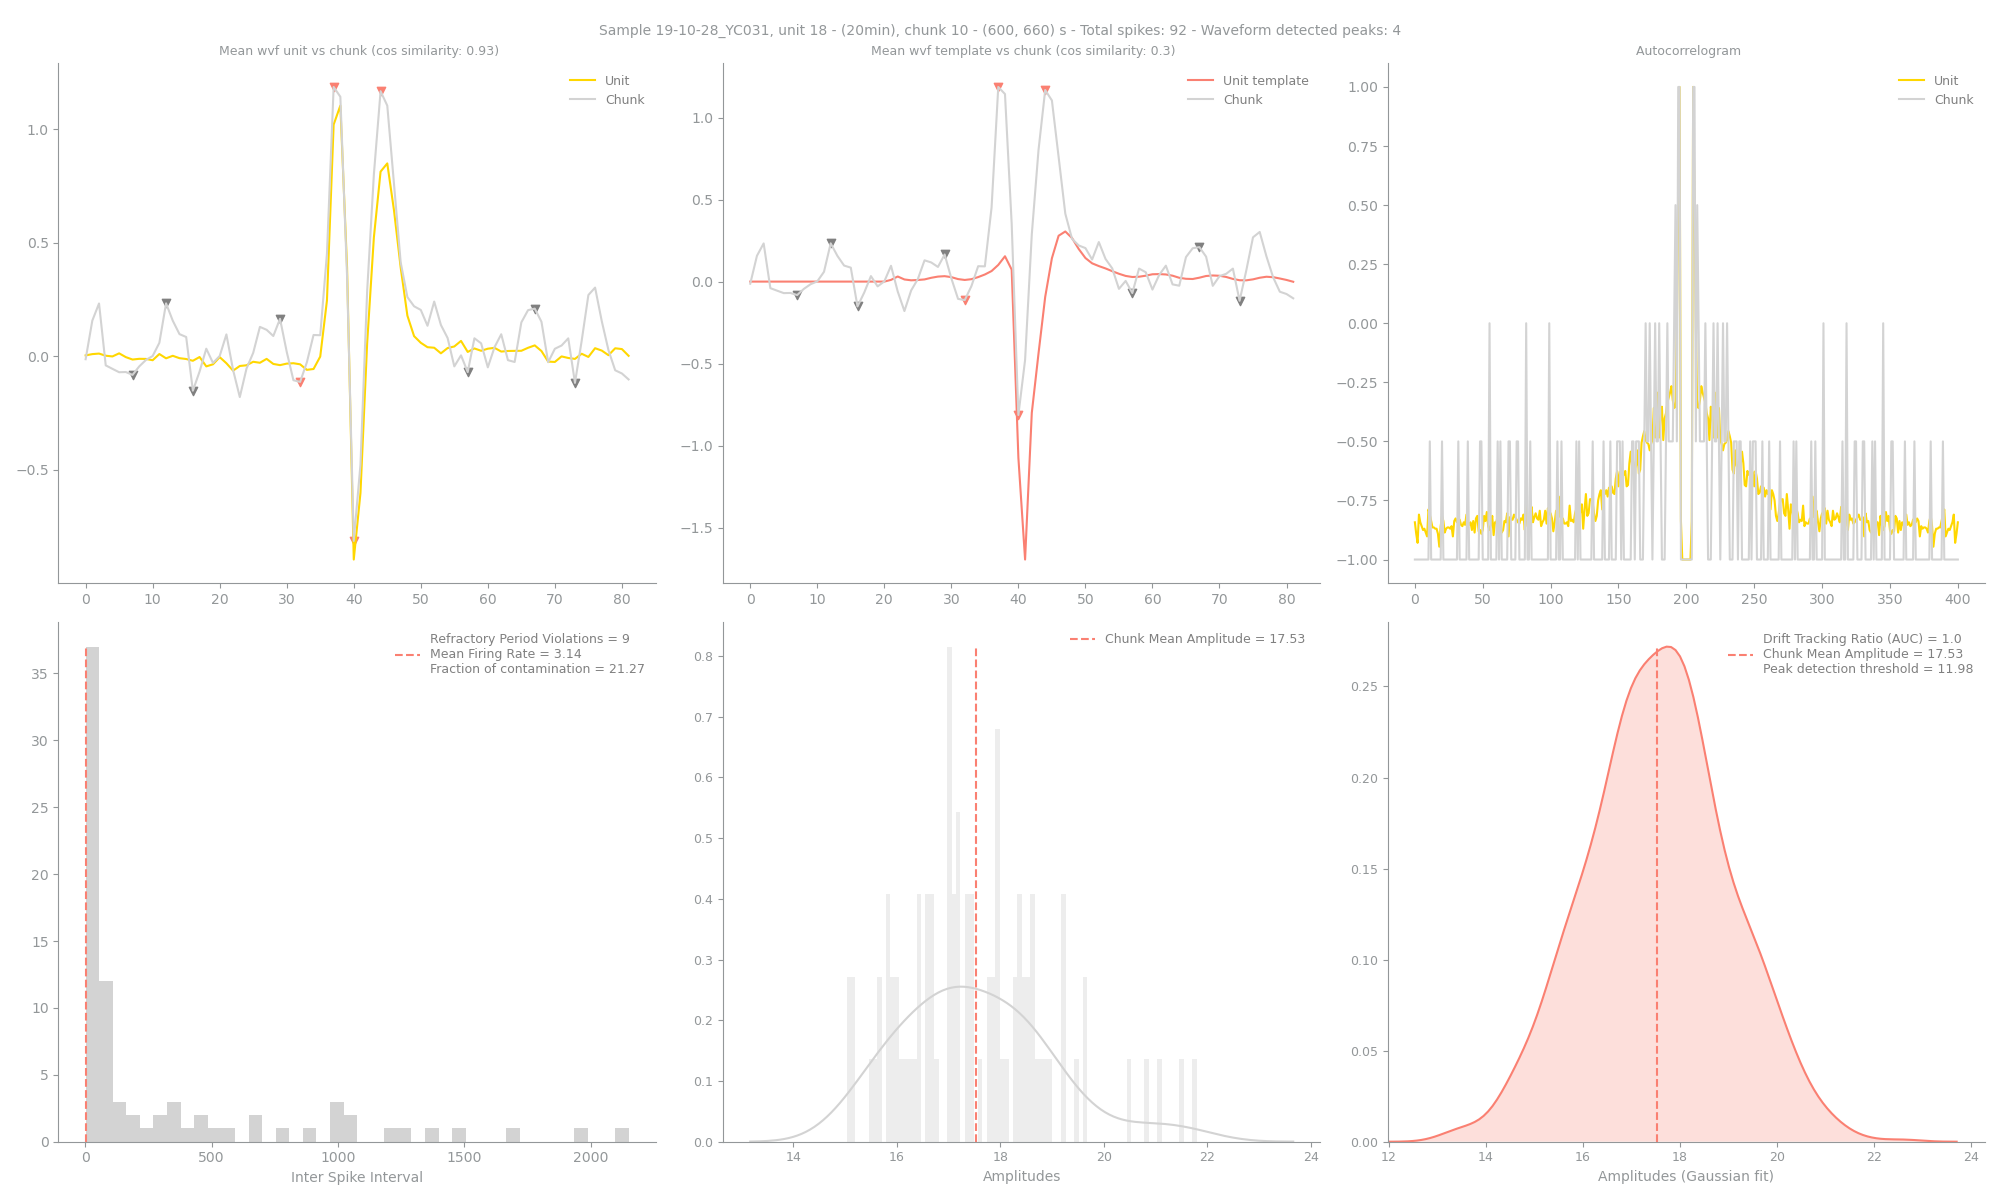 Sample 19-10-28_YC031, unit 18 - (20min), chunk 10 - (600, 660) s - Total spikes: 92 - Waveform detected peaks: 4
Mean wvf unit vs chunk (cos similarity: 0.93)
Unit
Chunk
1.0
0.5
0.0
−0.5
0 10 20 30 40 50 60 70 80
Mean wvf template vs chunk (cos similarity: 0.3)
Unit template
Chunk
1.0
0.5
0.0
−0.5
−1.0
−1.5
0 10 20 30 40 50 60 70 80
Autocorrelogram
Unit
Chunk
1.00
0.75
0.50
0.25
0.00
−0.25
−0.50
−0.75
−1.00
0 50 100 150 200 250 300 350 400
Refractory Period Violations = 9
Mean Firing Rate = 3.14
Fraction of contamination = 21.27
35
30
25
20
15
10
5
0
0 500 1000 1500 2000
Inter Spike Interval
Chunk Mean Amplitude = 17.53
0.8
0.7
0.6
0.5
0.4
0.3
0.2
0.1
0.0
14 16 18 20 22 24
Amplitudes
Drift Tracking Ratio (AUC) = 1.0
Chunk Mean Amplitude = 17.53
Peak detection threshold = 11.98
0.25
0.20
0.15
0.10
0.05
0.00
12 14 16 18 20 22 24
Amplitudes (Gaussian fit)